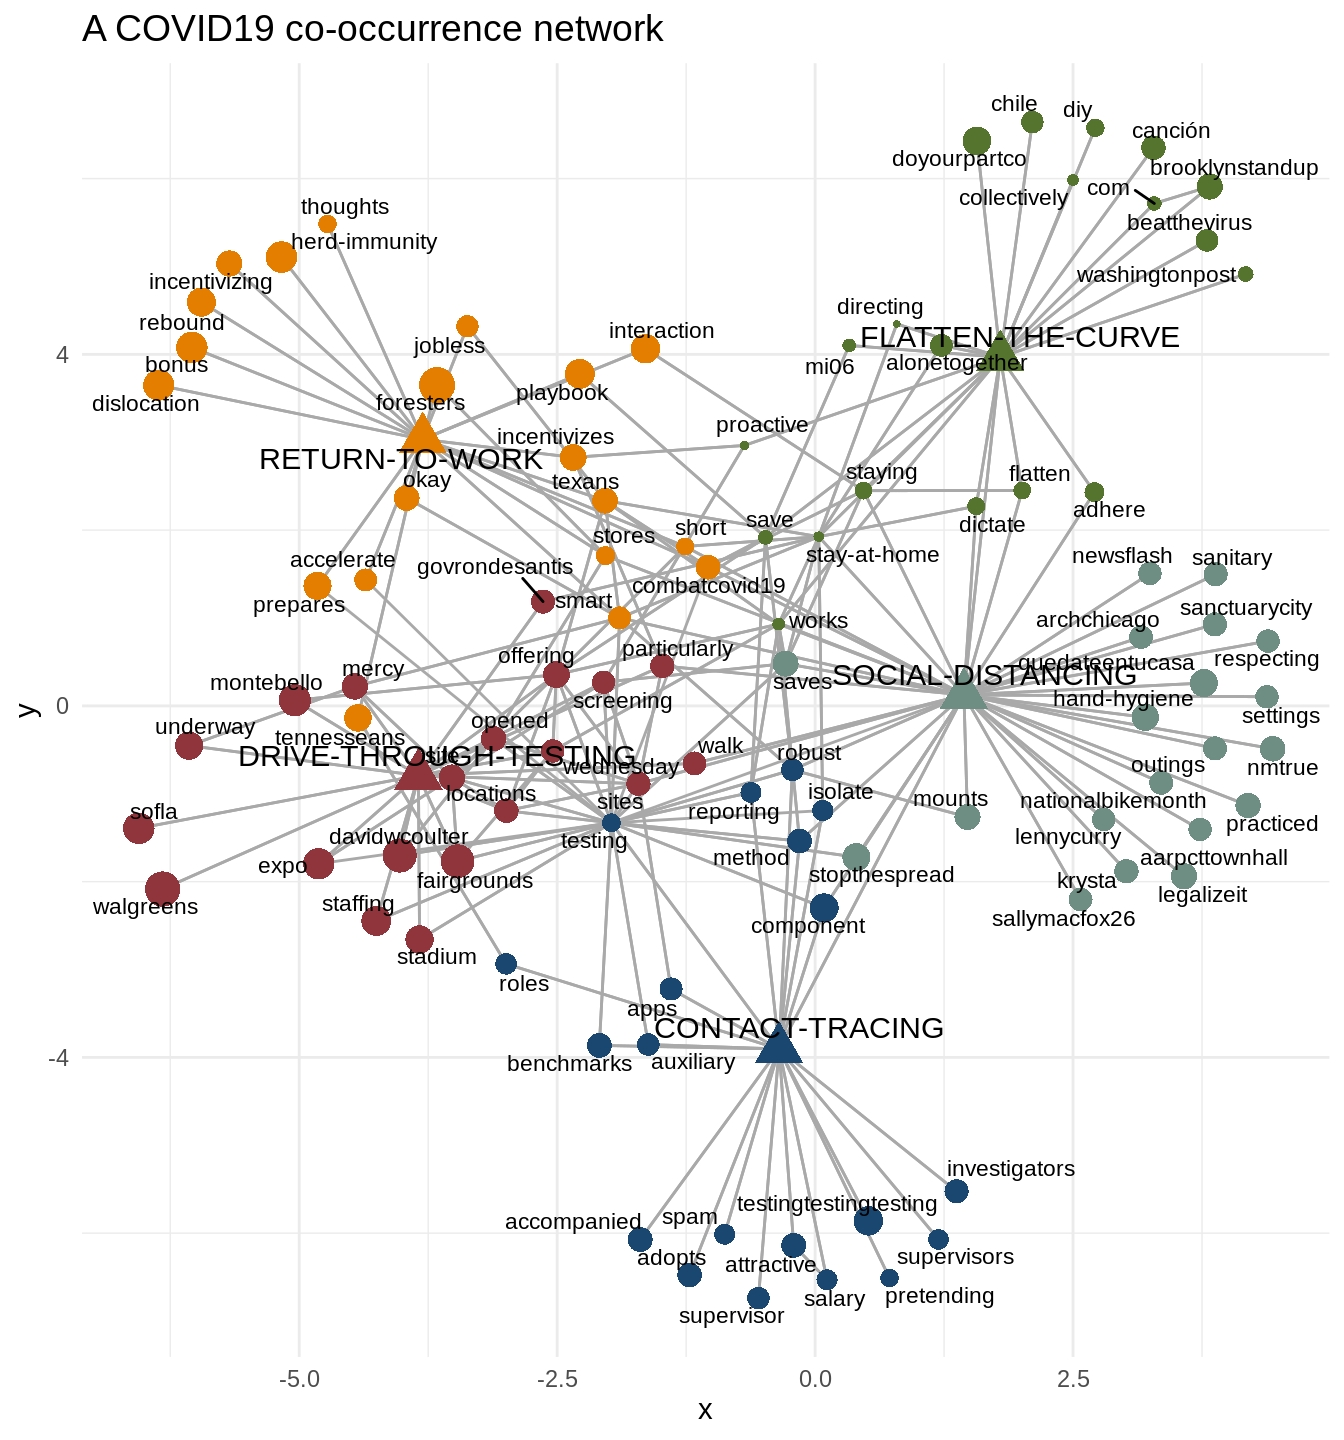 A COVID19 co-occurrence network
chile
diy
canción
doyourpartco
brooklynstandup
com
collectively
thoughts
beatthevirus
herd-immunity
washingtonpost
incentivizing
directing
rebound
interaction
FLATTEN-THE-CURVE
jobless
4
bonus
mi06
alonetogether
playbook
dislocation
foresters
proactive
incentivizes
RETURN-TO-WORK
staying
flatten
okay
texans
adhere
save
dictate
short
stores
stay-at-home
newsflash
sanitary
accelerate
govrondesantis
combatcovid19
smart
prepares
sanctuarycity
archchicago
works
particularly
offering
quedateentucasa
respecting
mercy
SOCIAL-DISTANCING
montebello
saves
screening
hand-hygiene
y
0
settings
opened
underway
tennesseans
walk
robust
DRIVE-THROUGH-TESTING
site
wednesday
outings
nmtrue
locations
isolate
sites
mounts
nationalbikemonth
sofla
reporting
practiced
davidwcoulter
lennycurry
testing
method
aarpcttownhall
expo
stopthespread
fairgrounds
krysta
legalizeit
staffing
walgreens
sallymacfox26
component
stadium
roles
apps
CONTACT-TRACING
-4
benchmarks
auxiliary
investigators
testingtestingtesting
spam
accompanied
adopts
attractive
supervisors
salary
pretending
supervisor
-5.0
-2.5
0.0
2.5
x